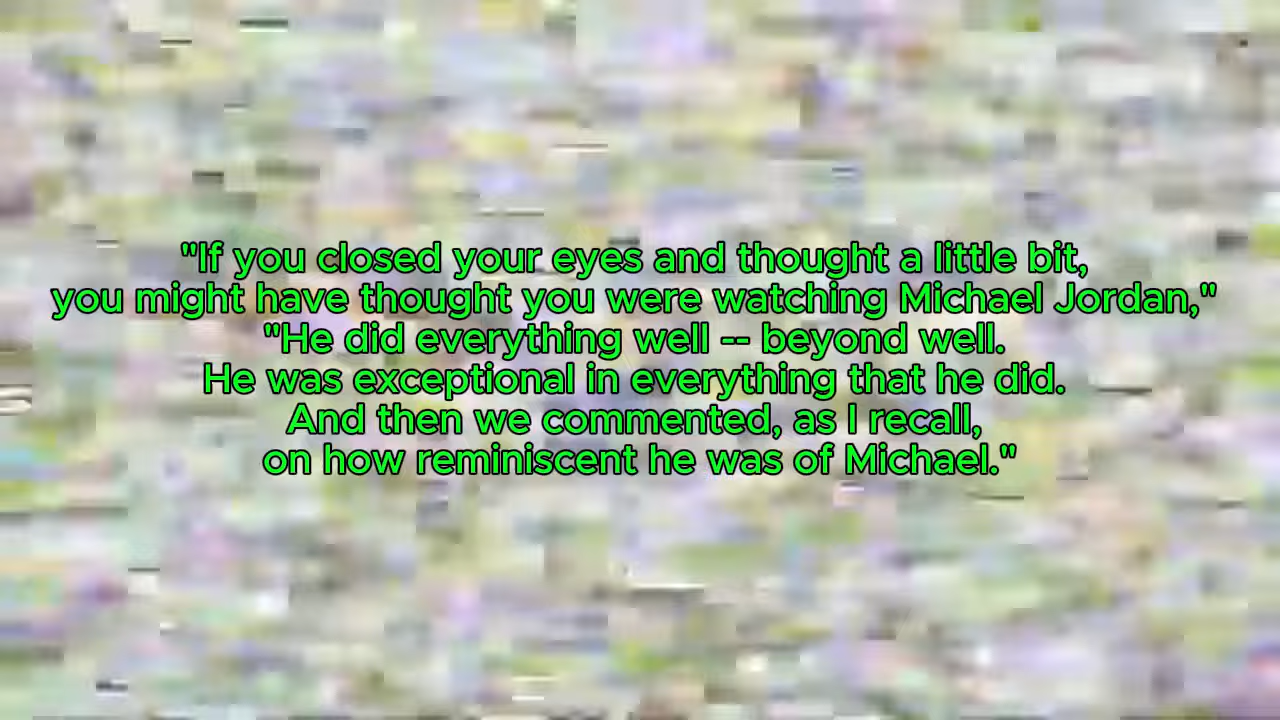 "If you closed your eyes and thought a little bit,
you might have thought you were watching Michael Jordan,"
"He did everything well -- beyond well.
He was exceptional in everything that he did.
And then we commented, as I recall,
on how reminiscent he was of Michael."